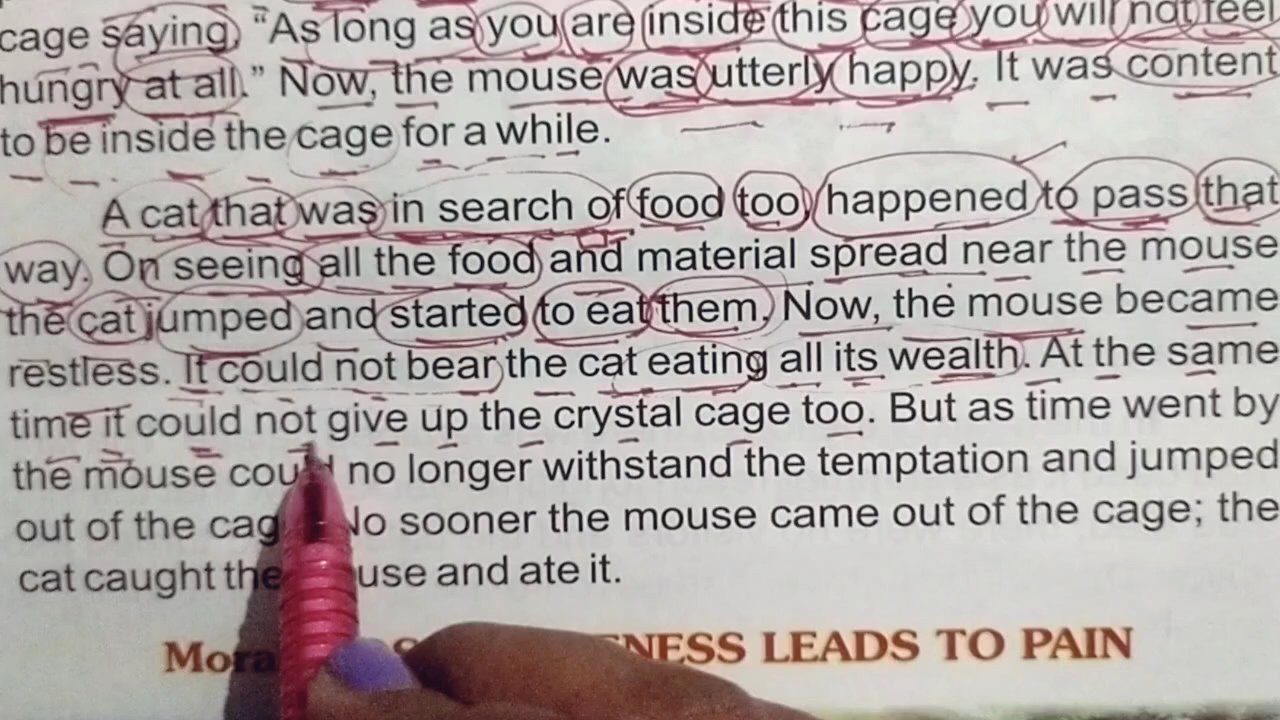 cage saying, "As long as you are inside this cage you will not feel
hungry at all." Now, the mouse was utterly happy. It was content
to be inside the cage for a while.
A cat that was in search of food too, happened to pass that
way. On seeing all the food and material spread near the mouse
the cat jumped and started to eat them. Now, the mouse became
restless. It could not bear the cat eating all its wealth. At the same
time it could not give up the crystal cage too. But as time went by
the mouse could no longer withstand the temptation and jumped
out of the cag No sooner the mouse came out of the cage; the
cat caught the use and ate it.
Mora NESS LEADS TO PAIN